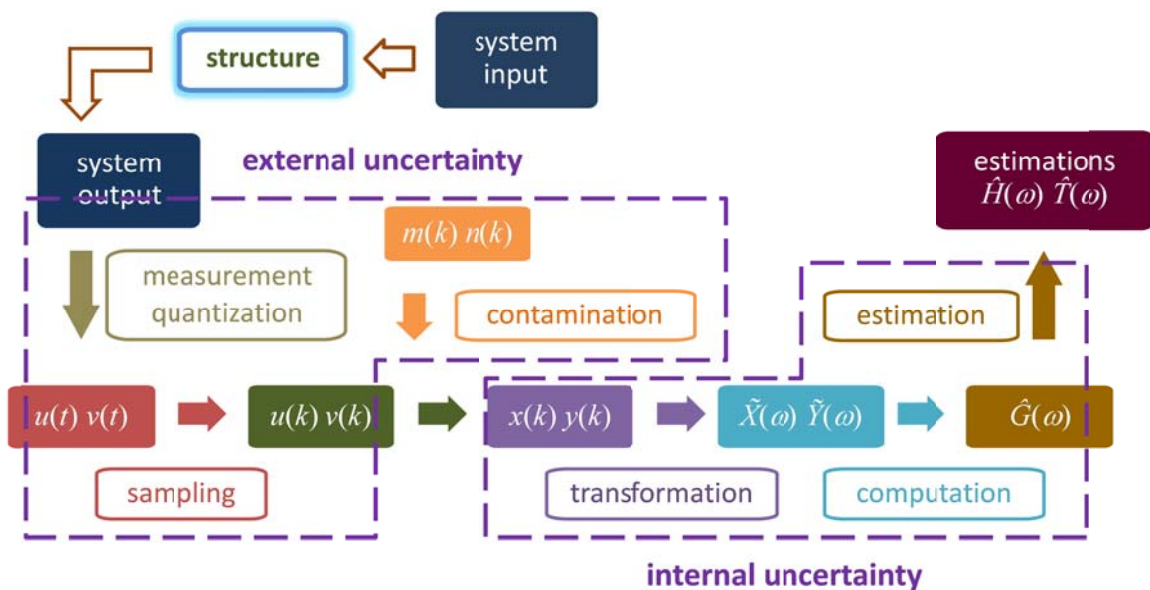 structure
system
input
system
output
external uncertainty
estimations
Ĥ(ω) T̂(ω)
m(k) n(k)
measurement
quantization
contamination
estimation
u(t) v(t)
u(k) v(k)
x(k) y(k)
X̃(ω) Ỹ(ω)
Ĝ(ω)
sampling
transformation
computation
internal uncertainty